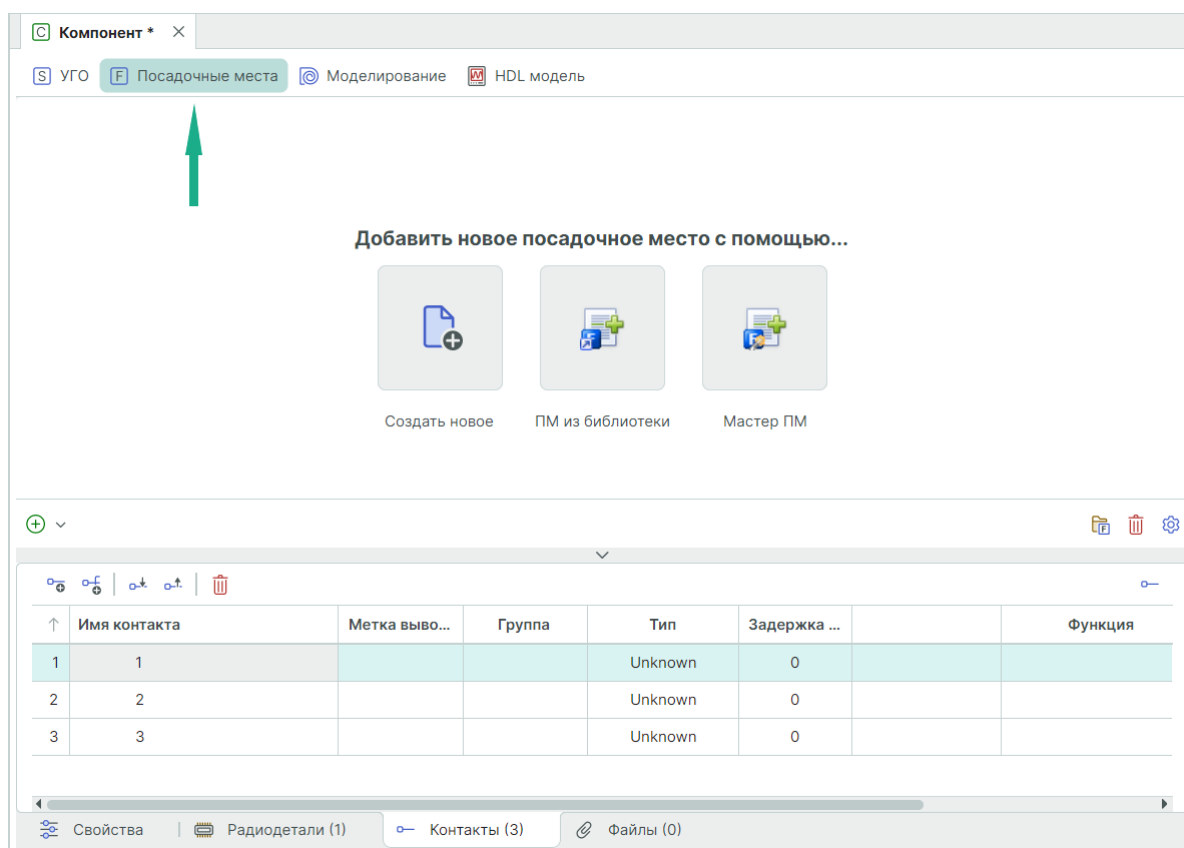 C Компонент *
S УГО F Посадочные места Моделирование HDL модель
Добавить новое посадочное место с помощью...
Создать новое ПМ из библиотеки Мастер ПМ
Имя контакта Метка выво... Группа Тип Задержка ... Функция
1 1 Unknown 0
2 2 Unknown 0
3 3 Unknown 0
Свойства Радиодетали (1) Контакты (3) Файлы (0)